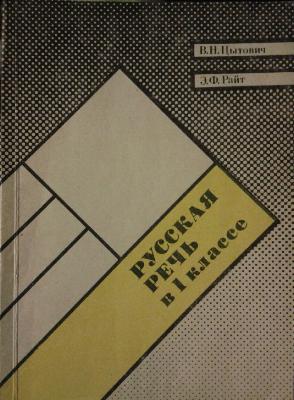 В.Н. Цытович
Э.Ф. Райт
РУССКАЯ
РЕЧЬ
в 1 классе